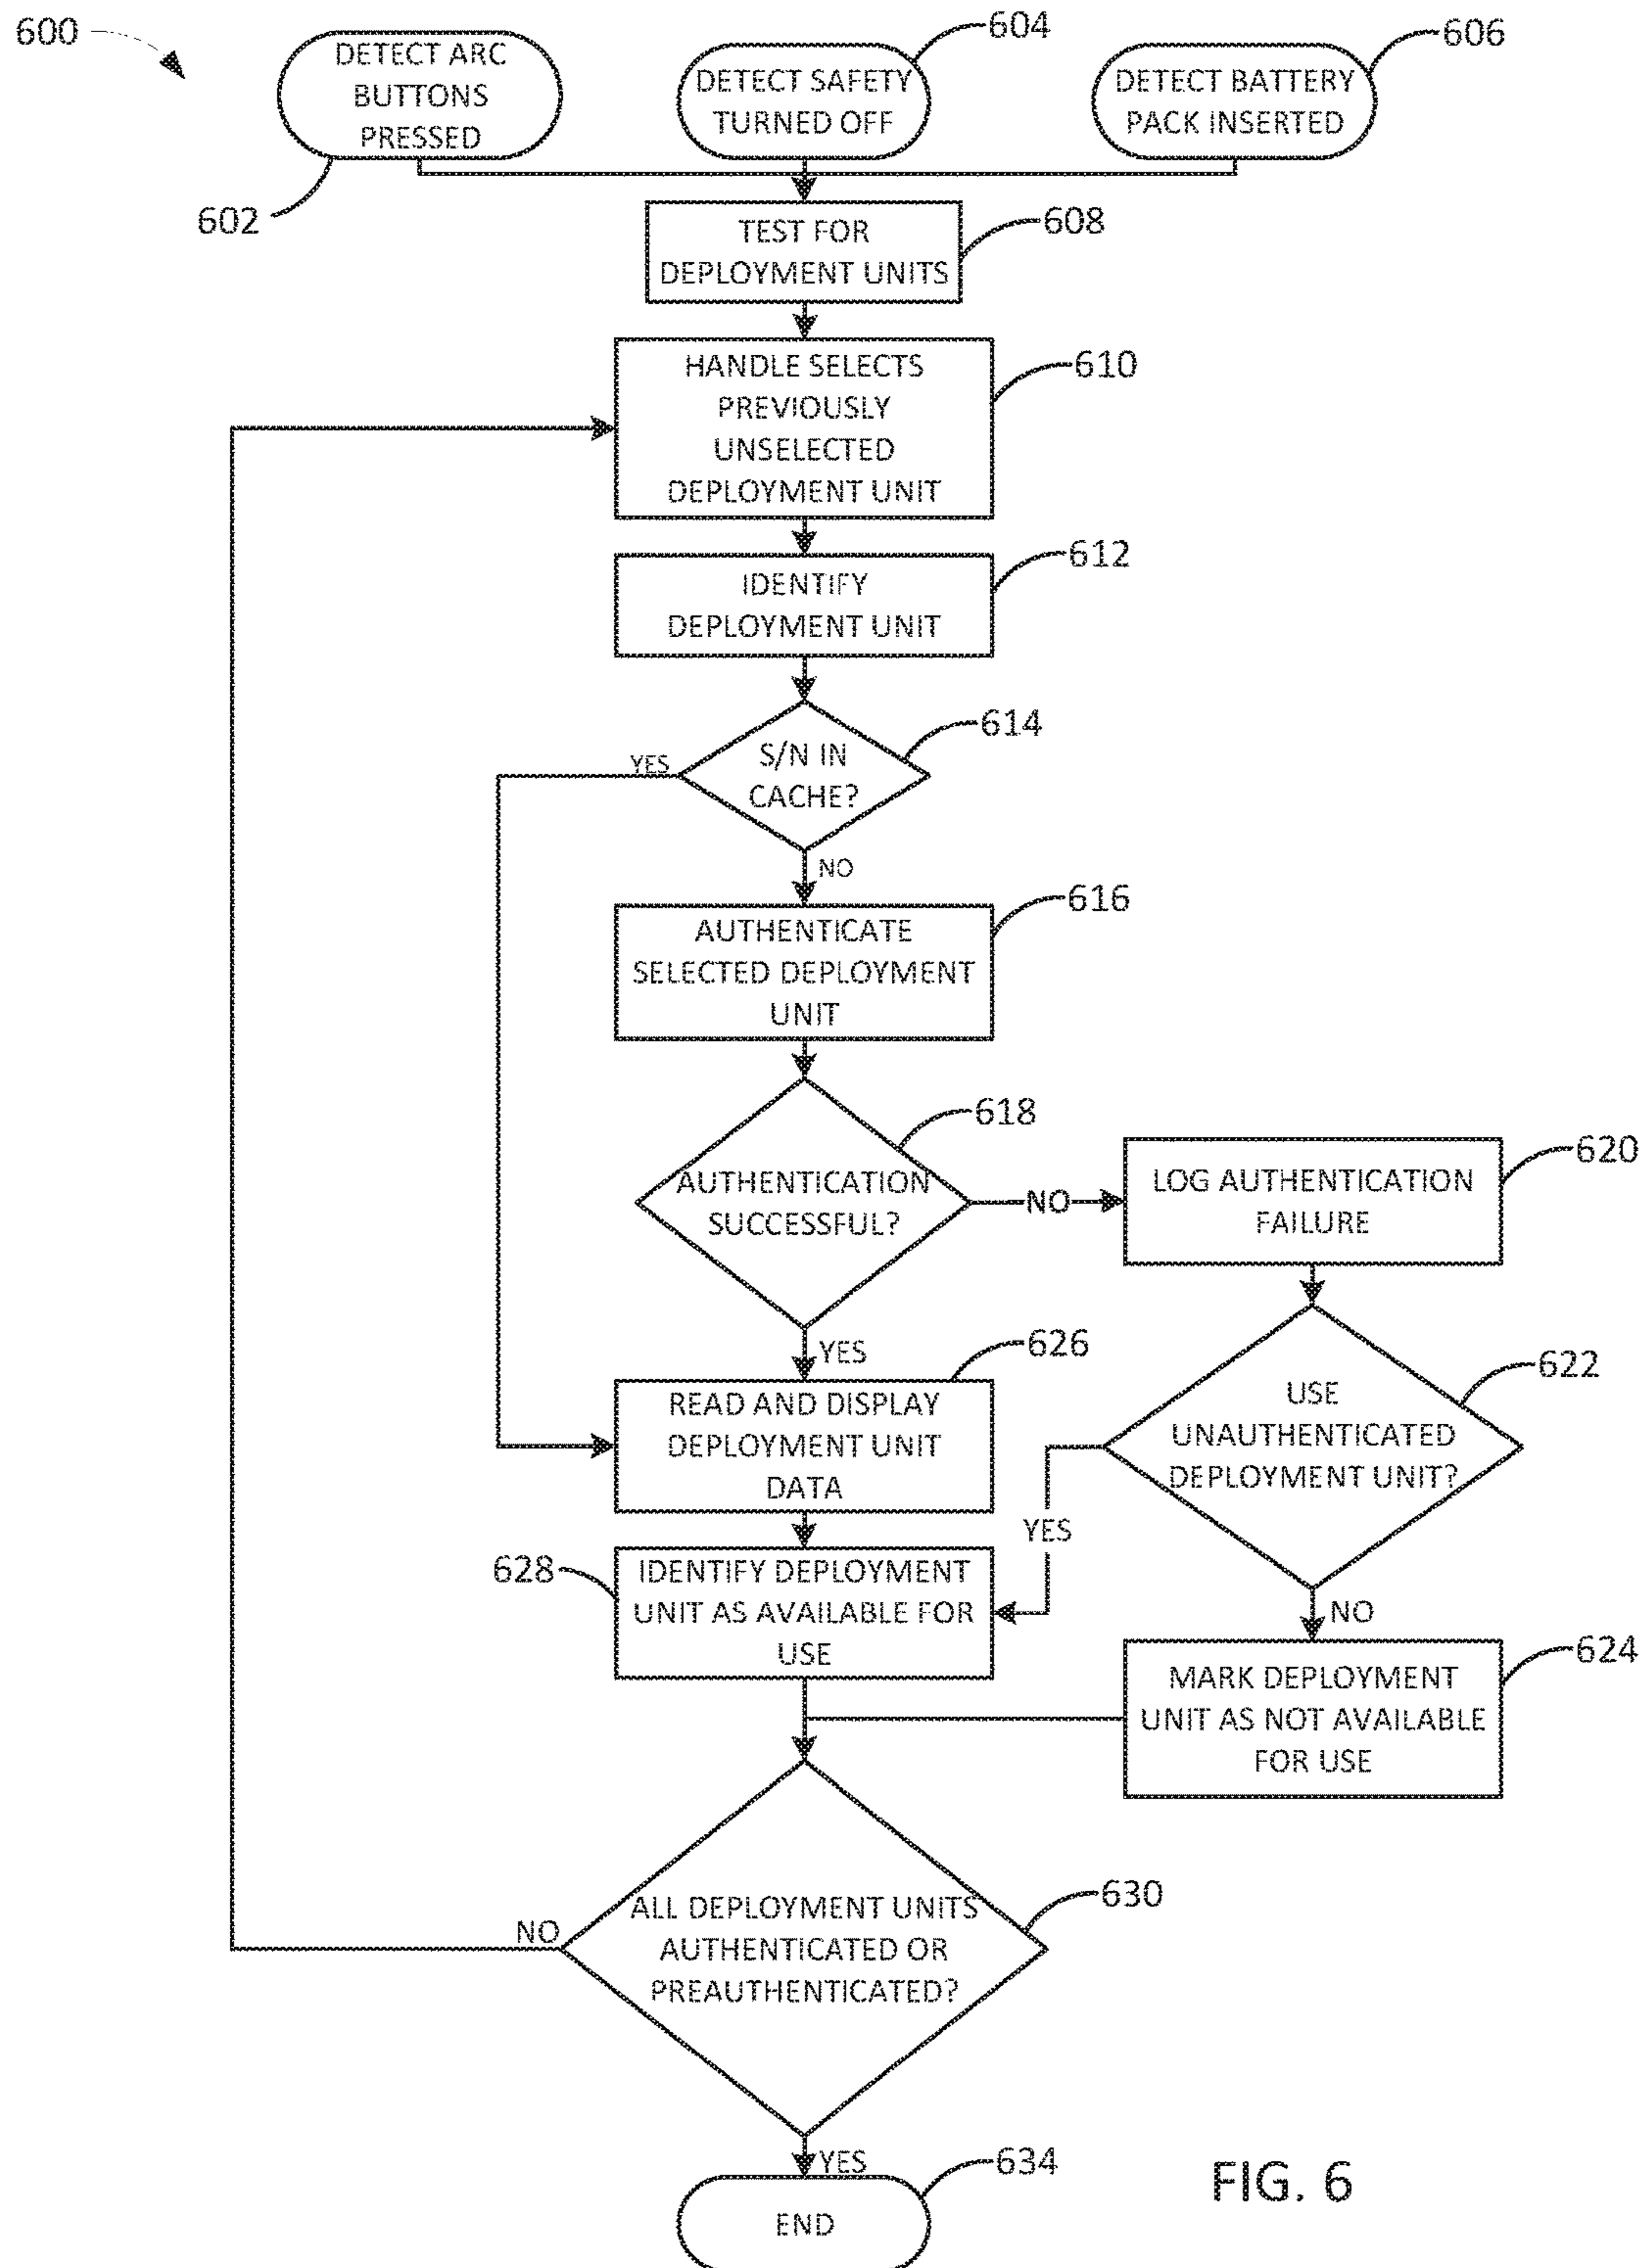 600
DETECT ARC
BUTTONS
PRESSED
602
DETECT SAFETY
TURNED OFF
604
DETECT BATTERY
PACK INSERTED
606
TEST FOR
DEPLOYMENT UNITS
608
HANDLE SELECTS
PREVIOUSLY
UNSELECTED
DEPLOYMENT UNIT
610
IDENTIFY
DEPLOYMENT UNIT
612
S/N IN
CACHE?
614
YES
NO
AUTHENTICATE
SELECTED DEPLOYMENT
UNIT
616
AUTHENTICATION
SUCCESSFUL?
618
NO
LOG AUTHENTICATION
FAILURE
620
YES
READ AND DISPLAY
DEPLOYMENT UNIT
DATA
626
USE
UNAUTHENTICATED
DEPLOYMENT UNIT?
622
YES
NO
628
IDENTIFY DEPLOYMENT
UNIT AS AVAILABLE FOR
USE
MARK DEPLOYMENT
UNIT AS NOT AVAILABLE
FOR USE
624
ALL DEPLOYMENT UNITS
AUTHENTICATED OR
PREAUTHENTICATED?
630
NO
YES
END
634
FIG. 6